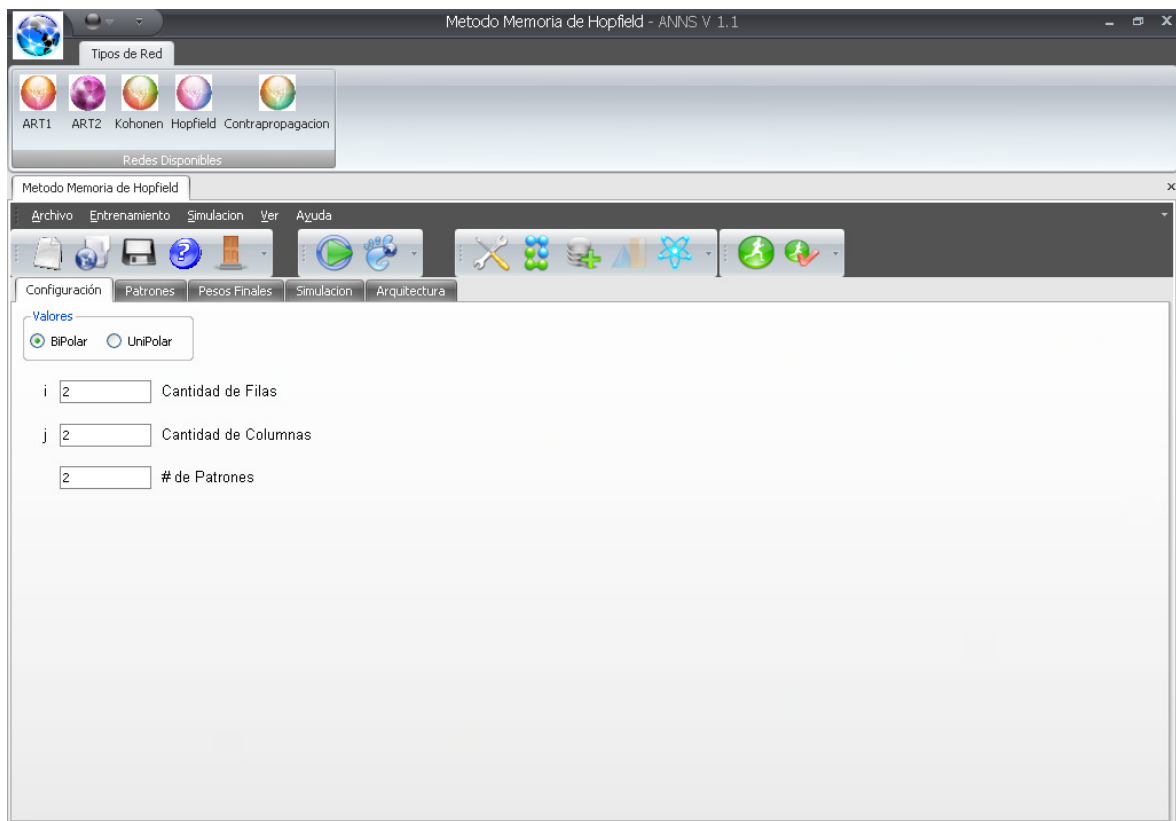 Metodo Memoria de Hopfield - ANNS V 1.1
Tipos de Red
ART1 ART2 Kohonen Hopfield Contrapropagacion
Redes Disponibles
Metodo Memoria de Hopfield
Archivo Entrenamiento Simulacion Ver Ayuda
Configuración Patrones Pesos Finales Simulacion Arquitectura
Valores
BiPolar UniPolar
i 2 Cantidad de Filas
j 2 Cantidad de Columnas
2 # de Patrones